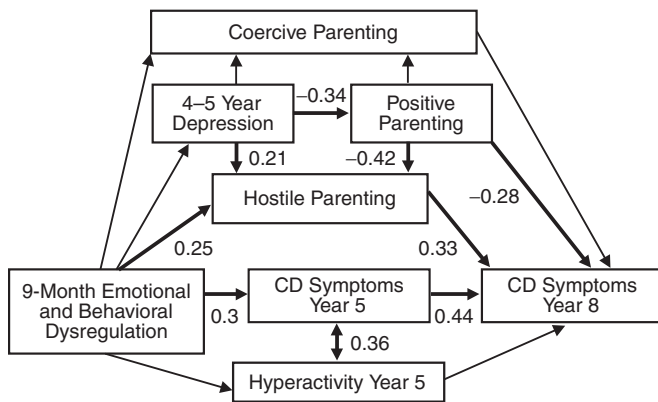 Coercive Parenting
4–5 Year
Depression
−0.34
Positive
Parenting
0.21
−0.42
Hostile Parenting
−0.28
0.25
0.33
9-Month Emotional
and Behavioral
Dysregulation
0.3
CD Symptoms
Year 5
0.44
CD Symptoms
Year 8
0.36
Hyperactivity Year 5